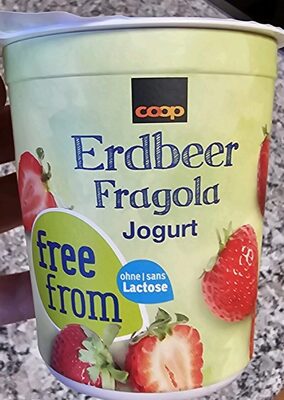 coop
Erdbeer
Fragola
Jogurt
free
from
ohne | sans
Lactose